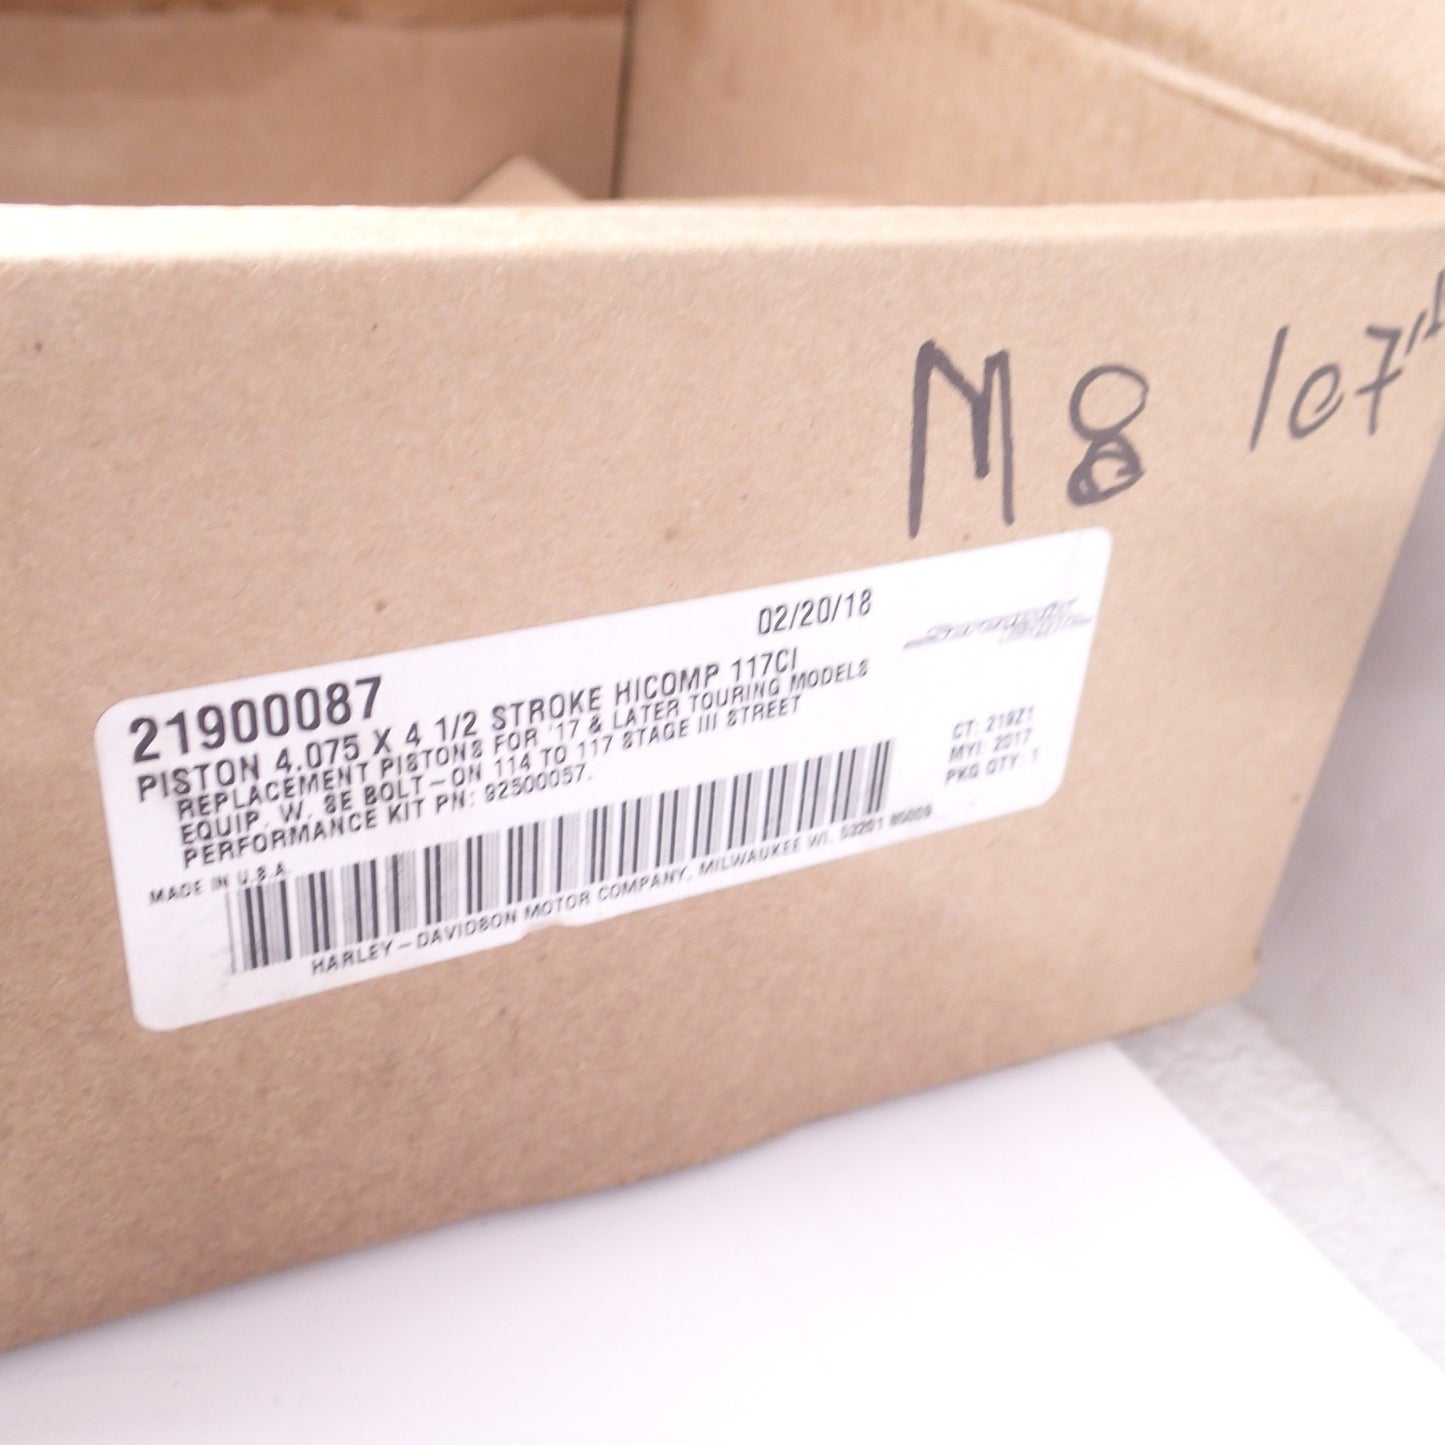 M8 107"
02/20/18
21900087
PISTON 4.075 X 4 1/2 STROKE HICOMP 117CI
REPLACEMENT PISTONS FOR '17 & LATER TOURING MODELS
EQUIP. W. SE BOLT-ON 114 TO 117 STAGE III STREET
PERFORMANCE KIT PN: 92500057.
CT: 219Z1
MYI: 2017
PKG QTY: 1
MADE IN U.S.A.
HARLEY-DAVIDSON MOTOR COMPANY, MILWAUKEE WI. 53201 85009